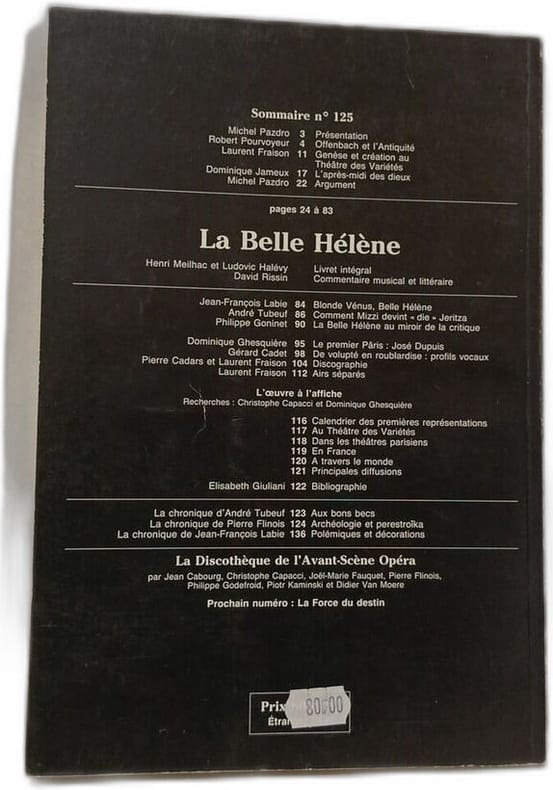 Sommaire n° 125
Michel Pazdro 3 Présentation
Robert Pourvoyeur 4 Offenbach et l'Antiquité
Laurent Fraison 11 Genèse et création au
Théâtre des Variétés
Dominique Jameux 17 L'après-midi des dieux
Michel Pazdro 22 Argument
pages 24 à 83
La Belle Hélène
Henri Meilhac et Ludovic Halévy Livret intégral
David Rissin Commentaire musical et littéraire
Jean-François Labie 84 Blonde Vénus, Belle Hélène
André Tubeuf 86 Comment Mizzi devint « die » Jeritza
Philippe Goninet 90 La Belle Hélène au miroir de la critique
Dominique Ghesquière 95 Le premier Pâris : José Dupuis
Gérard Cadet 98 De volupté en roublardise : profils vocaux
Pierre Cadars et Laurent Fraison 104 Discographie
Laurent Fraison 112 Airs séparés
L'œuvre à l'affiche
Recherches : Christophe Capacci et Dominique Ghesquière
116 Calendrier des premières représentations
117 Au Théâtre des Variétés
118 Dans les théâtres parisiens
119 En France
120 A travers le monde
121 Principales diffusions
Elisabeth Giuliani 122 Bibliographie
La chronique d'André Tubeuf 123 Aux bons becs
La chronique de Pierre Flinois 124 Archéologie et perestroïka
La chronique de Jean-François Labie 136 Polémiques et décorations
La Discothèque de l'Avant-Scène Opéra
par Jean Cabourg, Christophe Capacci, Joël-Marie Fauquet, Pierre Flinois,
Philippe Godefroid, Piotr Kaminski et Didier Van Moere
Prochain numéro : La Force du destin
Prix 80.00